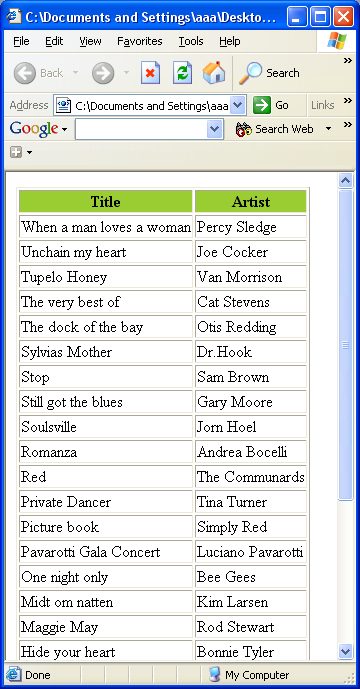 C:\Documents and Settings\aaa\Deskto...
File Edit View Favorites Tools Help
Back Search
Address C:\Documents and Settings\aaa Go Links
Google Search Web
Title Artist
When a man loves a woman Percy Sledge
Unchain my heart Joe Cocker
Tupelo Honey Van Morrison
The very best of Cat Stevens
The dock of the bay Otis Redding
Sylvias Mother Dr.Hook
Stop Sam Brown
Still got the blues Gary Moore
Soulsville Jorn Hoel
Romanza Andrea Bocelli
Red The Communards
Private Dancer Tina Turner
Picture book Simply Red
Pavarotti Gala Concert Luciano Pavarotti
One night only Bee Gees
Midt om natten Kim Larsen
Maggie May Rod Stewart
Hide your heart Bonnie Tyler
Done My Computer